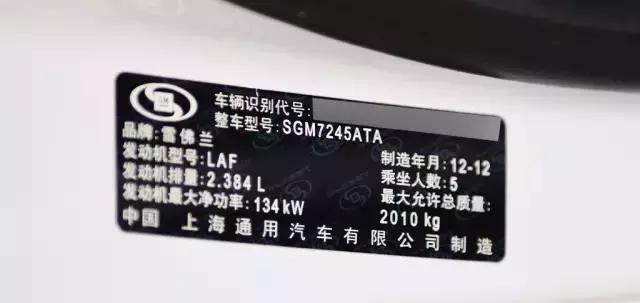 车辆识别代号:
整车型号: SGM7245ATA
品牌: 雪佛兰
发动机型号: LAF 制造年月: 12-12
发动机排量: 2.384 L 乘坐人数: 5
发动机最大净功率: 134 kW 最大允许总质量:
2010 kg
中国 上海通用汽车有限公司制造